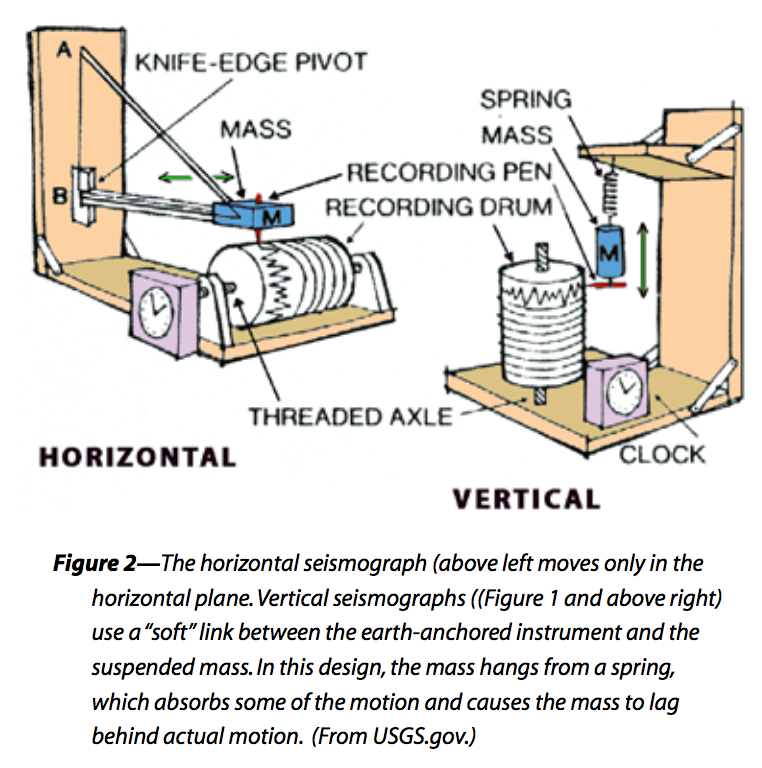 A
KNIFE-EDGE PIVOT
MASS
B
M
HORIZONTAL
SPRING
MASS
RECORDING PEN
RECORDING DRUM
M
THREADED AXLE
CLOCK
VERTICAL
Figure 2—The horizontal seismograph (above left moves only in the
horizontal plane. Vertical seismographs ((Figure 1 and above right)
use a “soft” link between the earth-anchored instrument and the
suspended mass. In this design, the mass hangs from a spring,
which absorbs some of the motion and causes the mass to lag
behind actual motion. (From USGS.gov.)